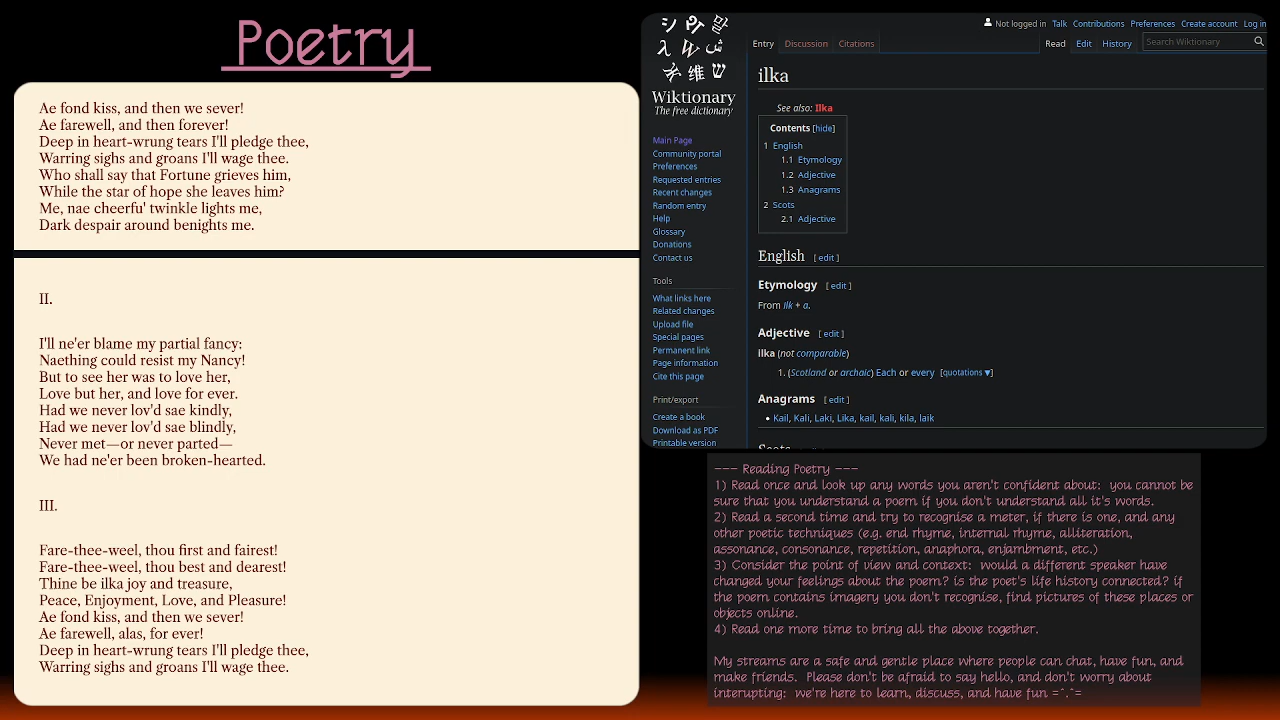 Poetry
Ae fond kiss, and then we sever!
Ae farewell, and then forever!
Deep in heart-wrung tears I'll pledge thee,
Warring sighs and groans I'll wage thee.
Who shall say that Fortune grieves him,
While the star of hope she leaves him?
Me, nae cheerfu' twinkle lights me,
Dark despair around benights me.
II.
I'll ne'er blame my partial fancy:
Naething could resist my Nancy!
But to see her was to love her,
Love but her, and love for ever.
Had we never lov'd sae kindly,
Had we never lov'd sae blindly,
Never met—or never parted—
We had ne'er been broken-hearted.
III.
Fare-thee-weel, thou first and fairest!
Fare-thee-weel, thou best and dearest!
Thine be ilka joy and treasure,
Peace, Enjoyment, Love, and Pleasure!
Ae fond kiss, and then we sever!
Ae farewell, alas, for ever!
Deep in heart-wrung tears I'll pledge thee,
Warring sighs and groans I'll wage thee.
Wiktionary
The free dictionary
Main Page
Community portal
Preferences
Requested entries
Recent changes
Random entry
Help
Glossary
Donations
Contact us
Tools
What links here
Related changes
Upload file
Special pages
Permanent link
Page information
Cite this page
Print/export
Create a book
Download as PDF
Printable version
Not logged in Talk Contributions Preferences Create account Log in
Entry Discussion Citations Read Edit History Search Wiktionary
ilka
See also: Ilka
Contents [hide]
1 English
1.1 Etymology
1.2 Adjective
1.3 Anagrams
2 Scots
2.1 Adjective
English [ edit ]
Etymology [ edit ]
From ilk + a.
Adjective [ edit ]
ilka (not comparable)
1. (Scotland or archaic) Each or every [quotations ▼]
Anagrams [ edit ]
• Kail, Kali, Laki, Lika, kail, kali, kila, laik
--- Reading Poetry ---
1) Read once and look up any words you aren't confident about: you cannot be
sure that you understand a poem if you don't understand all it's words.
2) Read a second time and try to recognise a meter, if there is one, and any
other poetic techniques (e.g. end rhyme, internal rhyme, alliteration,
assonance, consonance, repetition, anaphora, enjambment, etc.)
3) Consider the point of view and context: would a different speaker have
changed your feelings about the poem? is the poet's life history connected? if
the poem contains imagery you don't recognise, find pictures of these places or
objects online.
4) Read one more time to bring all the above together.
My streams are a safe and gentle place where people can chat, have fun, and
make friends. Please don't be afraid to say hello, and don't worry about
interupting: we're here to learn, discuss, and have fun =^.^=